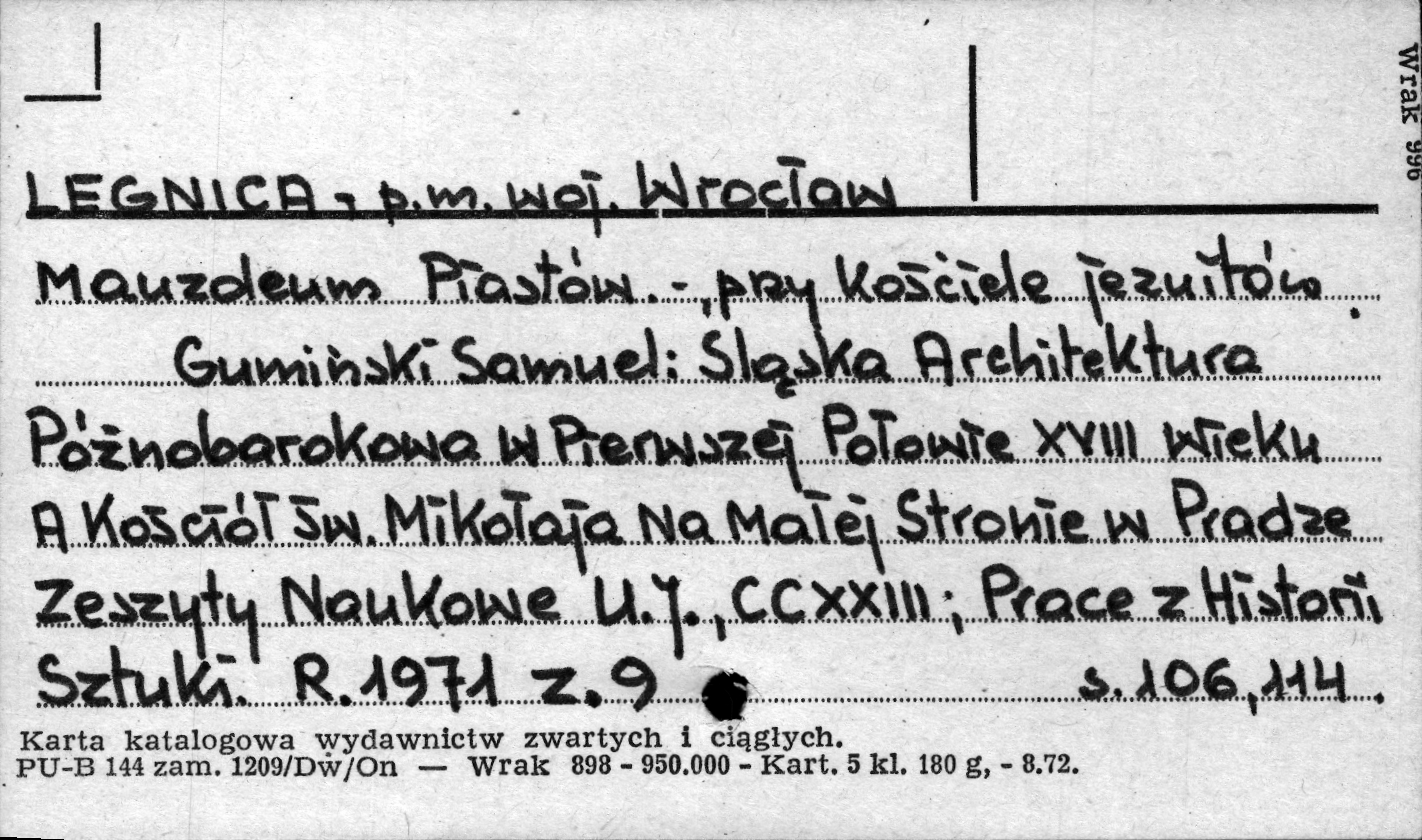 Wrak 996
LEGNICA - p.m. woj. Wrocław
Mauzoleum Piastów. - , przy Kościele jezuitów.
Gumiński Samuel: Śląska Architektura
Póżnobarokowa w Pierwszej Połowie XVIII wieku
A Kościół Św. Mikołaja Na Małej Stronie w Pradze
Zeszyty Naukowe U.J., CCXXIII; Prace z Historii
Sztuki. R. 1971 z. 9 s. 106, 114.
Karta katalogowa wydawnictw zwartych i ciągłych.
PU-B 144 zam. 1209/Dw/On — Wrak 898 - 950.000 - Kart. 5 kl. 180 g, - 8.72.